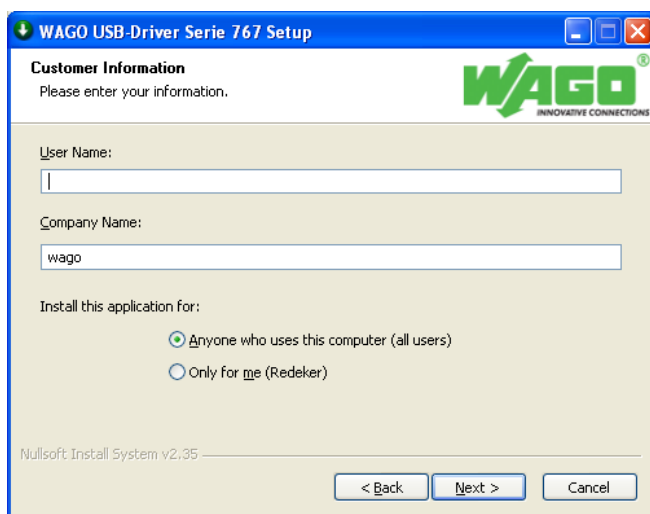 WAGO USB-Driver Serie 767 Setup
Customer Information
Please enter your information.
WAGO®
INNOVATIVE CONNECTIONS
User Name:
Company Name:
wago
Install this application for:
Anyone who uses this computer (all users)
Only for me (Redeker)
Nullsoft Install System v2.35
< Back
Next >
Cancel